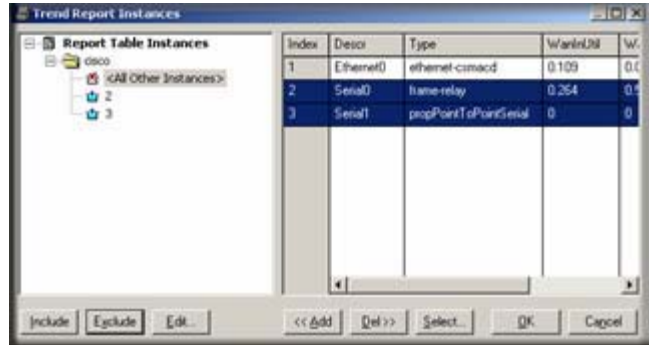 Trend Report Instances
Report Table Instances
cisco
<All Other Instances>
2
3
Index Descr Type WanInUtil W
1 Ethernet0 ethernet-csmacd 0.109 0.0
2 Serial0 frame-relay 0.264
3 Serial1 propPointToPointSerial 0 0
Include Exclude Edit... << Add Del >> Select... OK Cancel